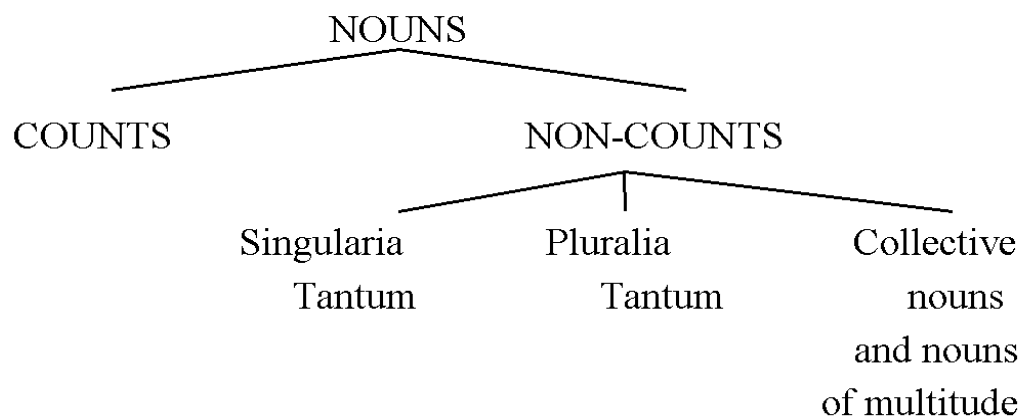 NOUNS
COUNTS
NON-COUNTS
Singularia
Tantum
Pluralia
Tantum
Collective
nouns
and nouns
of multitude